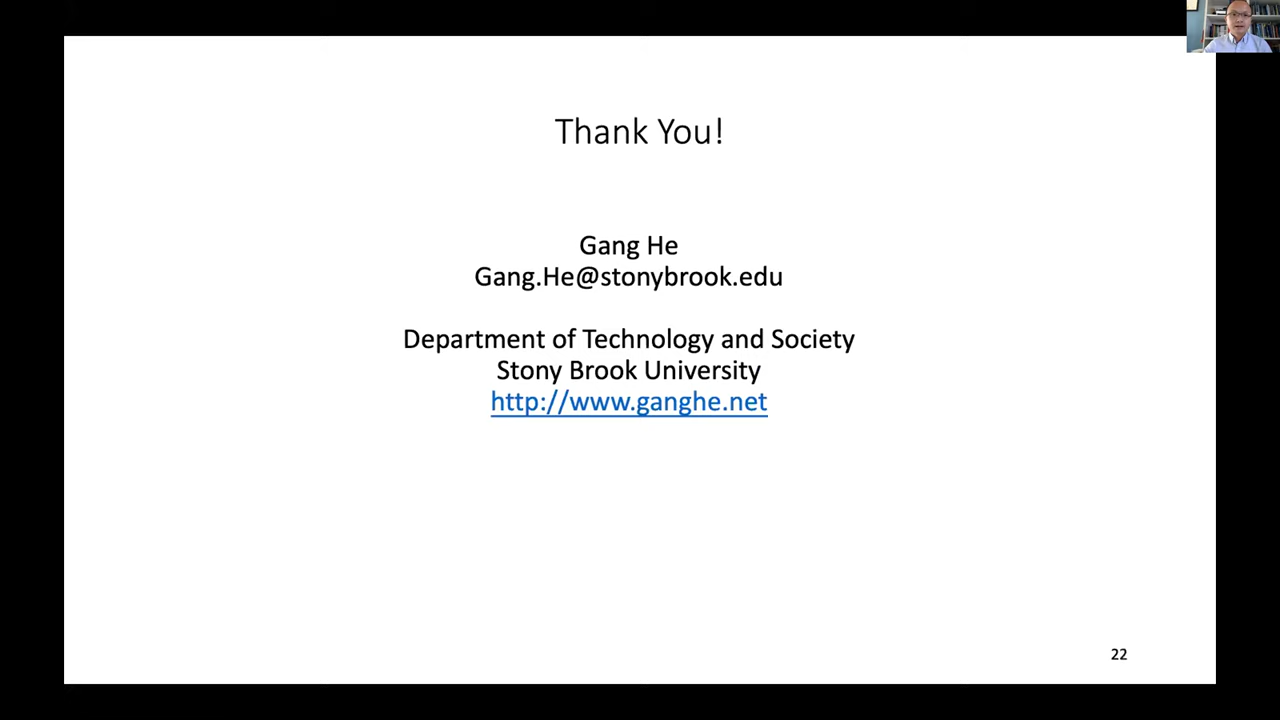 Thank You!
Gang He
Gang.He@stonybrook.edu
Department of Technology and Society
Stony Brook University
http://www.ganghe.net
22